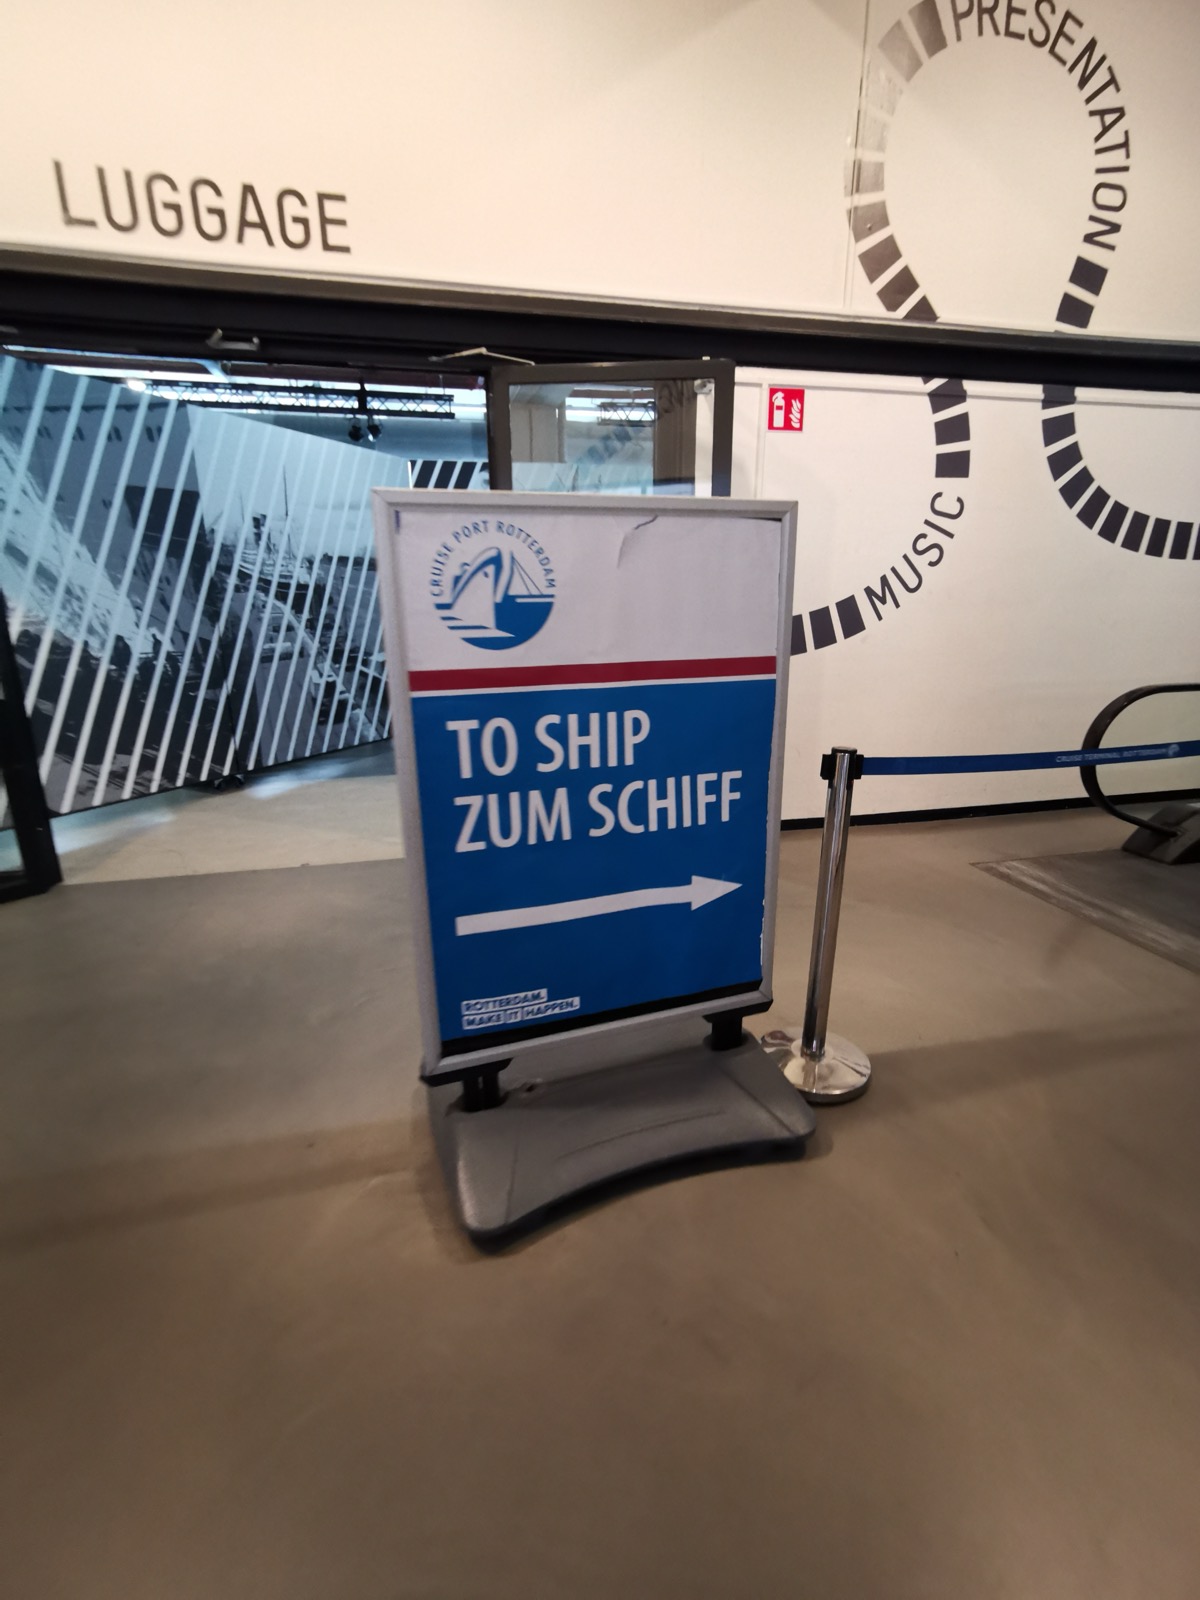 PRESENTATION
LUGGAGE
MUSIC
CRUISE PORT ROTTERDAM
TO SHIP
ZUM SCHIFF
ROTTERDAM.
MAKE IT HAPPEN.
CRUISE TERMINAL ROTTERDAM